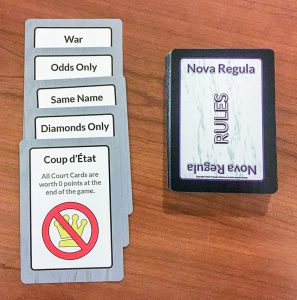 War
Odds Only
Same Name
Diamonds Only
Coup d'État
All Court Cards are
worth 0 points at the
end of the game.
Nova Regula
RULES
Nova Regula